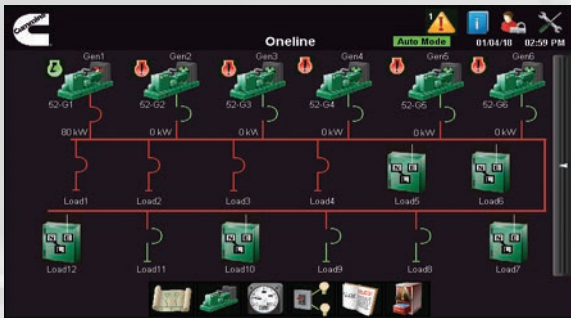 Cummins
1
Oneline
Auto Mode
01/04/18 02:59 PM
Gen1 Gen2 Gen3 Gen4 Gen5 Gen6
52-G1 52-G2 52-G3 52-G4 52-G5 52-G6
80 kW 0 kW 0 kW 0 kW 0 kW 0 kW
N E
L
N E
L
Load1 Load2 Load3 Load4 Load5 Load6
N E
L
N E
L
N E
L
Load12 Load11 Load10 Load9 Load8 Load7